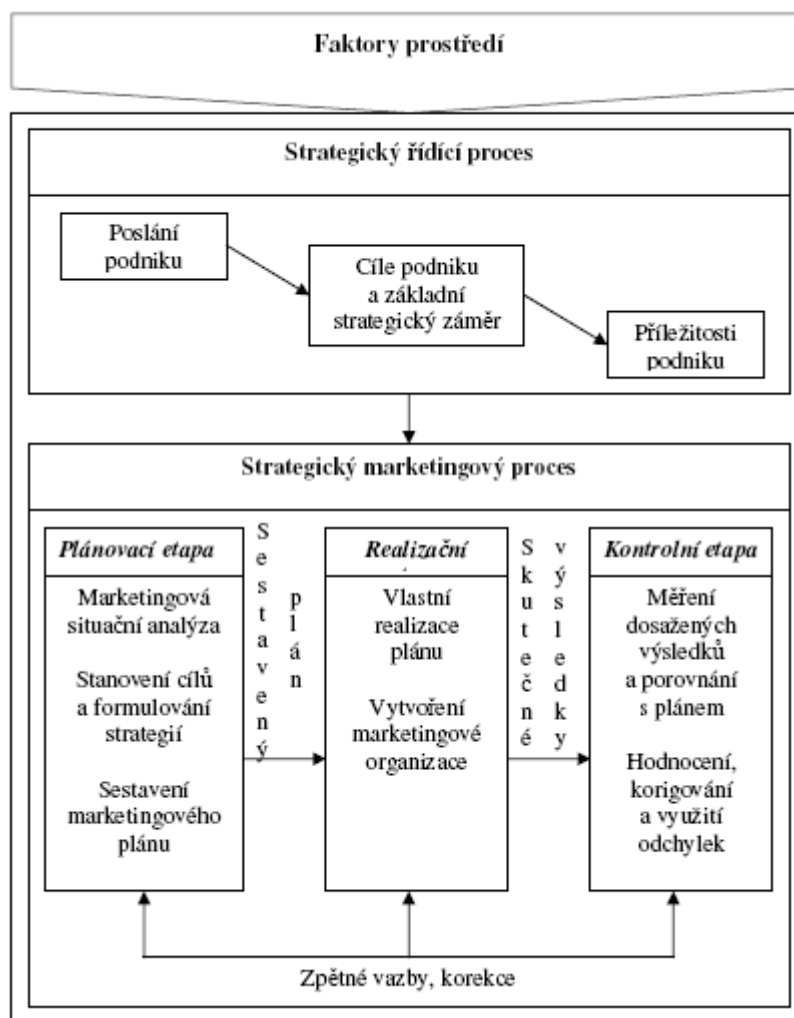 Faktory prostředí
Strategický řídící proces
Poslání
podniku
Cíle podniku
a základní
strategický záměr
Příležitosti
podniku
Strategický marketingový proces
Plánovací etapa
Marketingová
situační analýza
Stanovení cílů
a formulování
strategií
Sestavení
marketingového
plánu
Sestavený
plán
Realizační
Vlastní
realizace
plánu
Vytvoření
marketingové
organizace
Skutečné
výsledky
Kontrolní etapa
Měření
dosažených
výsledků
a porovnání
s plánem
Hodnocení,
korigování
a využití
odchylek
Zpětné vazby, korekce